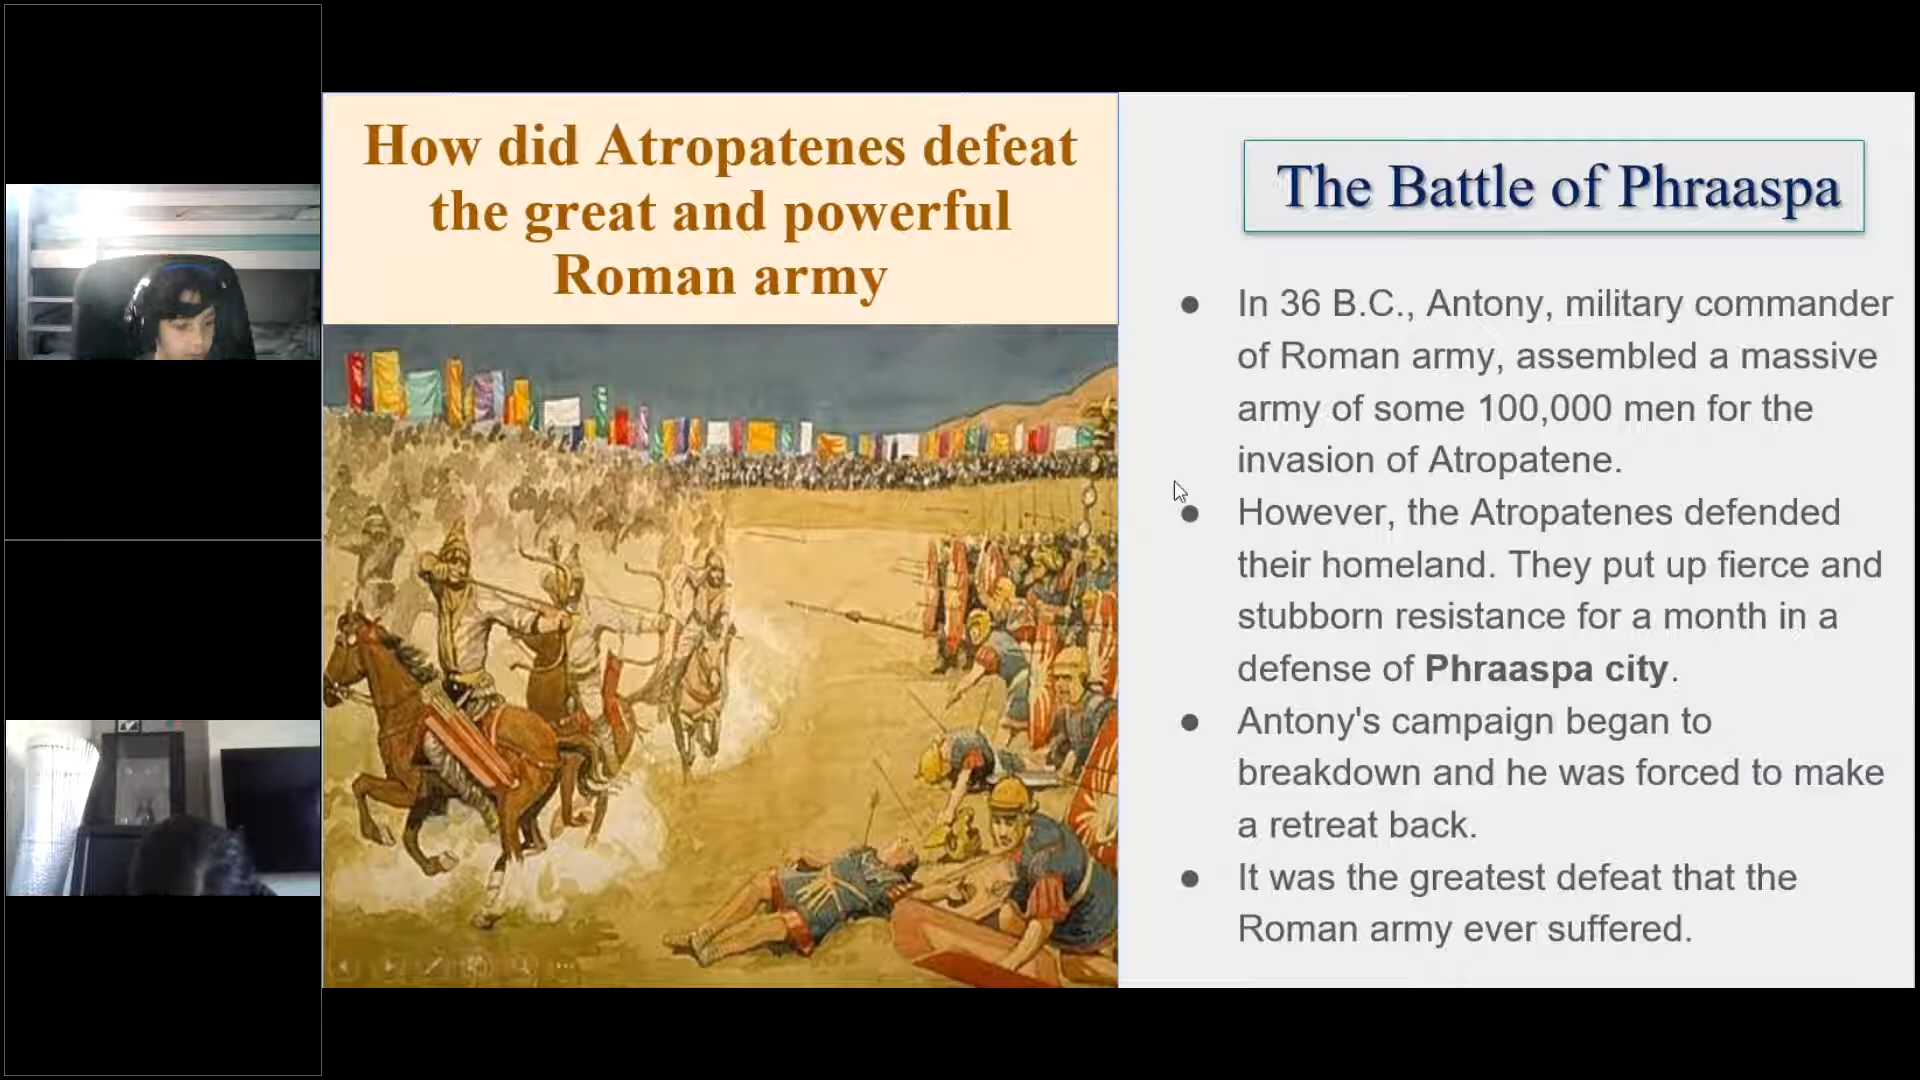 How did Atropatenes defeat
the great and powerful
Roman army
The Battle of Phraaspa
● In 36 B.C., Antony, military commander
of Roman army, assembled a massive
army of some 100,000 men for the
invasion of Atropatene.
● However, the Atropatenes defended
their homeland. They put up fierce and
stubborn resistance for a month in a
defense of Phraaspa city.
● Antony's campaign began to
breakdown and he was forced to make
a retreat back.
● It was the greatest defeat that the
Roman army ever suffered.